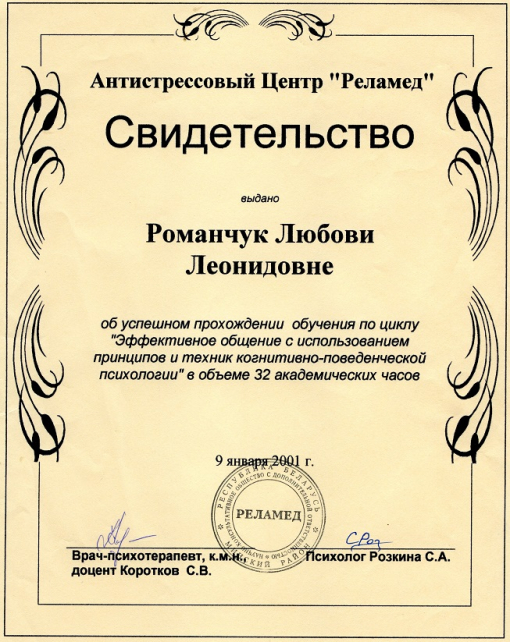 Антистрессовый Центр "Реламед"
Свидетельство
выдано
Романчук Любови
Леонидовне
об успешном прохождении обучения по циклу
"Эффективное общение с использованием
принципов и техник когнитивно-поведенческой
психологии" в объеме 32 академических часов
9 января 2001 г.
РЕСПУБЛИКА БЕЛАРУСЬ
МИНСКИЙ РАЙОН
РЕЛАМЕД
Врач-психотерапевт, к.м.н., Психолог Розкина С.А.
доцент Коротков С.В.